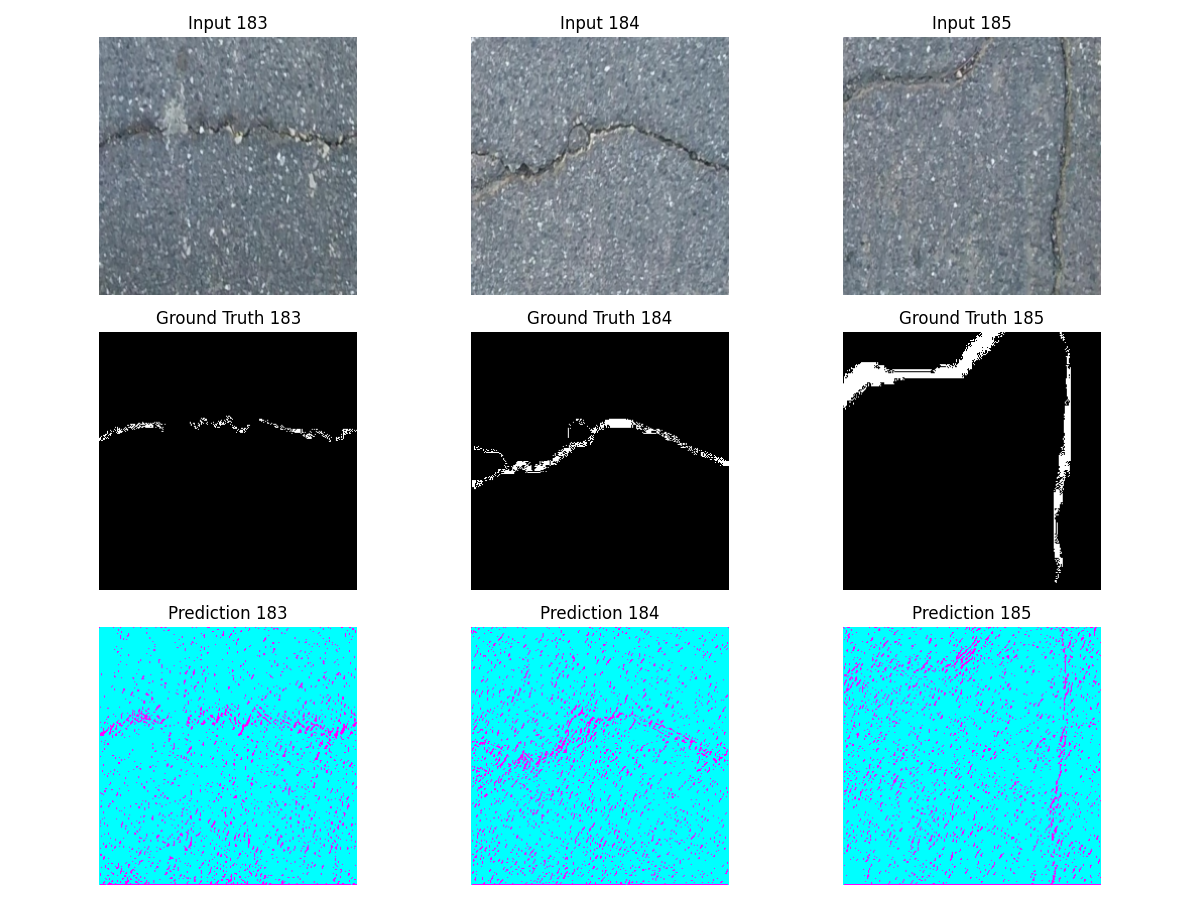 Input 183
Input 184
Input 185
Ground Truth 183
Ground Truth 184
Ground Truth 185
Prediction 183
Prediction 184
Prediction 185